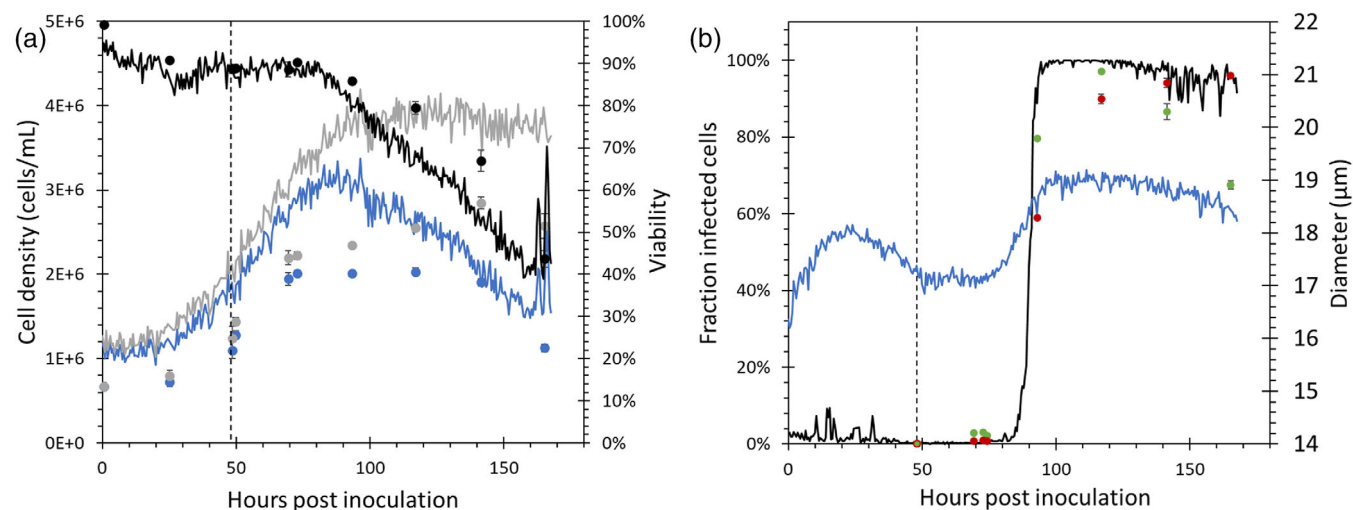 (a)
Cell density (cells/mL)
5E+6
4E+6
3E+6
2E+6
1E+6
0E+0
100%
90%
80%
70%
60%
50%
40%
30%
20%
10%
0%
Viability
0
50
100
150
Hours post inoculation
(b)
Fraction infected cells
100%
80%
60%
40%
20%
0%
22
21
20
19
18
17
16
15
14
Diameter (µm)
0
50
100
150
Hours post inoculation